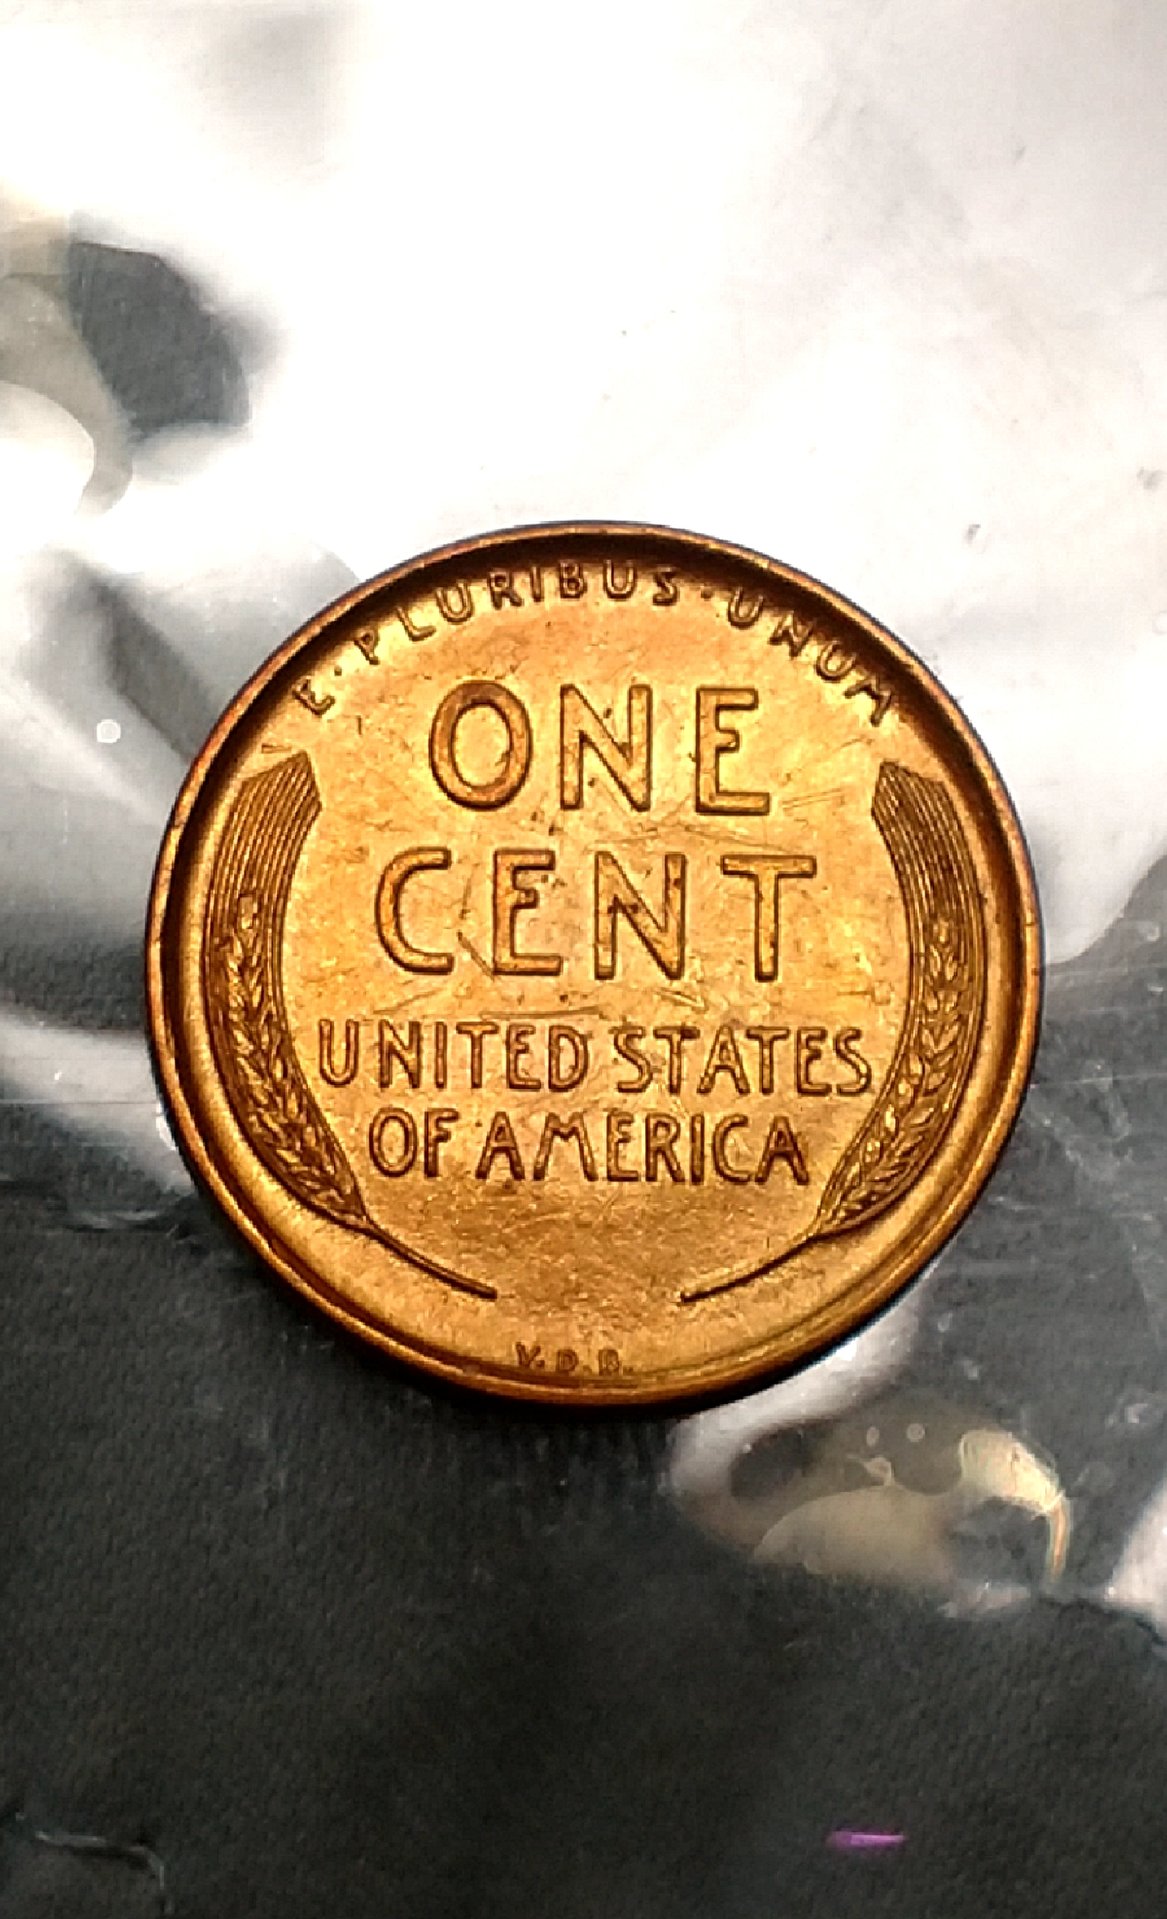 E·PLURIBUS·UNUM
ONE
CENT
UNITED STATES
OF AMERICA
V.D.B.